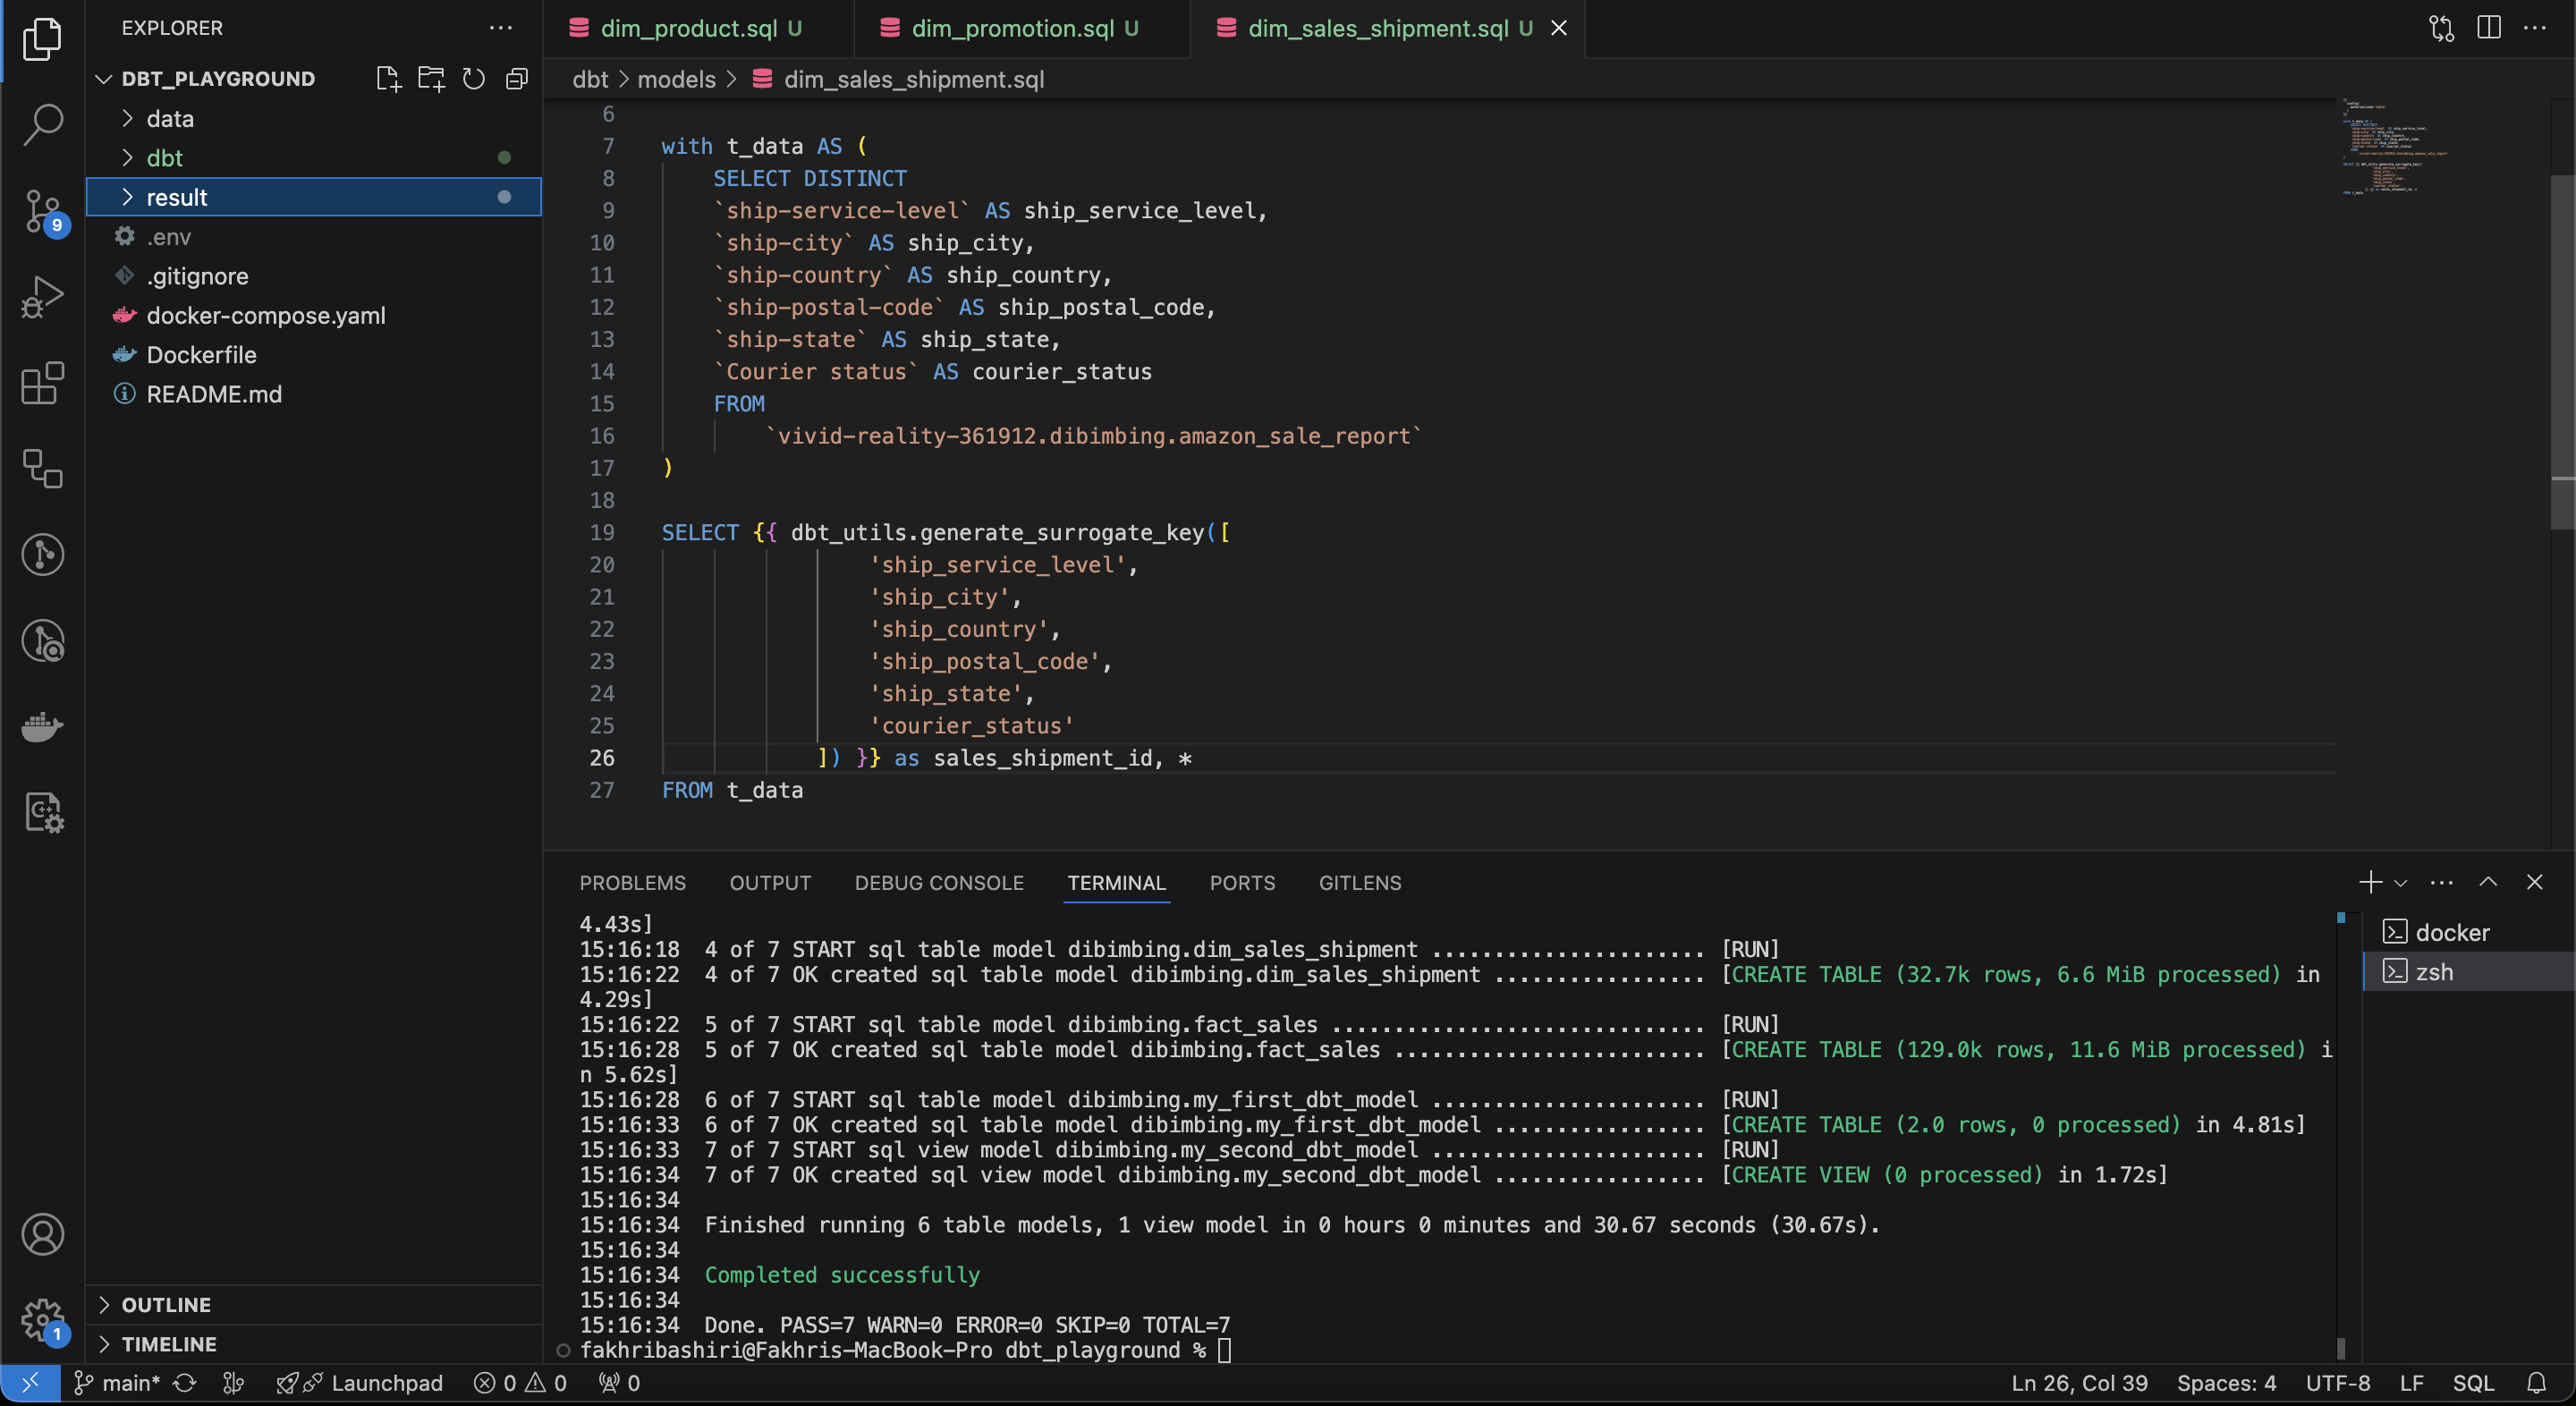 EXPLORER
DBT_PLAYGROUND
data
dbt
result
.env
.gitignore
docker-compose.yaml
Dockerfile
README.md
OUTLINE
TIMELINE
9
1
dim_product.sql U
dim_promotion.sql U
dim_sales_shipment.sql U
dbt > models > dim_sales_shipment.sql
6
7 with t_data AS (
8 SELECT DISTINCT
9 `ship-service-level` AS ship_service_level,
10 `ship-city` AS ship_city,
11 `ship-country` AS ship_country,
12 `ship-postal-code` AS ship_postal_code,
13 `ship-state` AS ship_state,
14 `Courier status` AS courier_status
15 FROM
16 `vivid-reality-361912.dibimbing.amazon_sale_report`
17 )
18
19 SELECT {{ dbt_utils.generate_surrogate_key([
20 'ship_service_level',
21 'ship_city',
22 'ship_country',
23 'ship_postal_code',
24 'ship_state',
25 'courier_status'
26 ]) }} as sales_shipment_id, *
27 FROM t_data
PROBLEMS OUTPUT DEBUG CONSOLE TERMINAL PORTS GITLENS
4.43s]
15:16:18 4 of 7 START sql table model dibimbing.dim_sales_shipment ...................... [RUN]
15:16:22 4 of 7 OK created sql table model dibimbing.dim_sales_shipment ................. [CREATE TABLE (32.7k rows, 6.6 MiB processed) in
4.29s]
15:16:22 5 of 7 START sql table model dibimbing.fact_sales .............................. [RUN]
15:16:28 5 of 7 OK created sql table model dibimbing.fact_sales ......................... [CREATE TABLE (129.0k rows, 11.6 MiB processed) i
n 5.62s]
15:16:28 6 of 7 START sql table model dibimbing.my_first_dbt_model ...................... [RUN]
15:16:33 6 of 7 OK created sql table model dibimbing.my_first_dbt_model ................. [CREATE TABLE (2.0 rows, 0 processed) in 4.81s]
15:16:33 7 of 7 START sql view model dibimbing.my_second_dbt_model ...................... [RUN]
15:16:34 7 of 7 OK created sql view model dibimbing.my_second_dbt_model ................. [CREATE VIEW (0 processed) in 1.72s]
15:16:34
15:16:34 Finished running 6 table models, 1 view model in 0 hours 0 minutes and 30.67 seconds (30.67s).
15:16:34
15:16:34 Completed successfully
15:16:34
15:16:34 Done. PASS=7 WARN=0 ERROR=0 SKIP=0 TOTAL=7
fakhribashiri@Fakhris-MacBook-Pro dbt_playground %
docker
zsh
main* Launchpad 0 0 0 Ln 26, Col 39 Spaces: 4 UTF-8 LF SQL